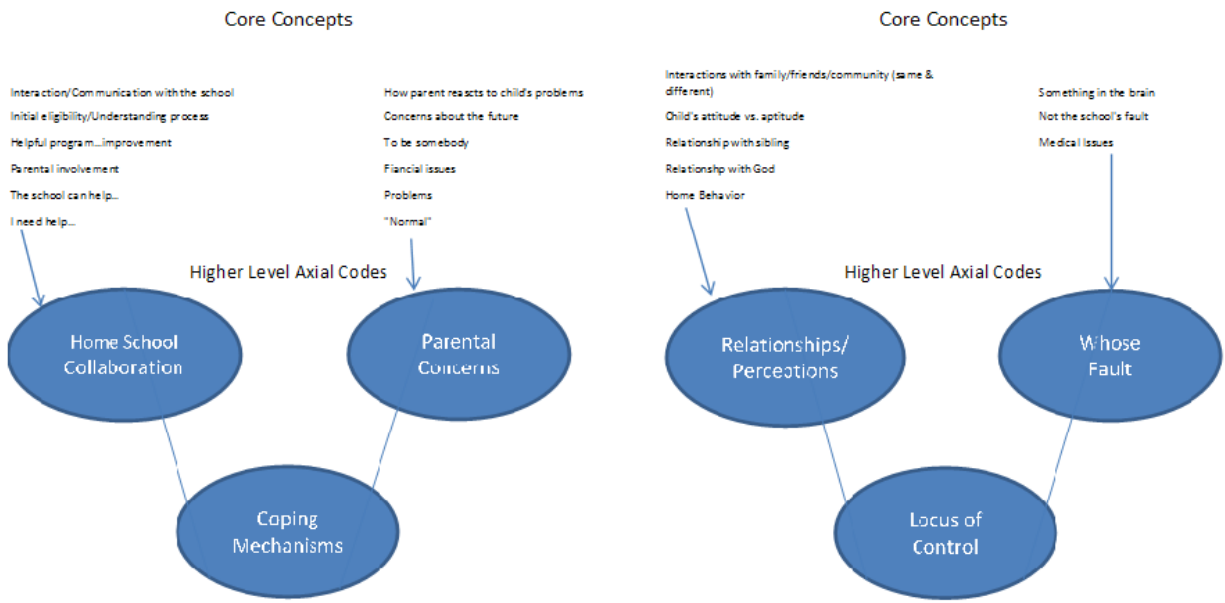 Core Concepts
Interaction/Communication with the school
Initial eligibility/Understanding process
Helpful program...improvement
Parental involvement
The school can help...
I need help...
How parent reascts to child's problems
Concerns about the future
To be somebody
Fiancial issues
Problems
"Normal"
Higher Level Axial Codes
Home School
Collaboration
Parental
Concerns
Coping
Mechanisms
Core Concepts
Interactions with family/friends/community (same &
different)
Child's attitude vs. aptitude
Relationship with sibling
Relationshp with God
Home Behavior
Something in the brain
Not the school's fault
Medical Issues
Higher Level Axial Codes
Relationships/
Perceptions
Whose
Fault
Locus of
Control